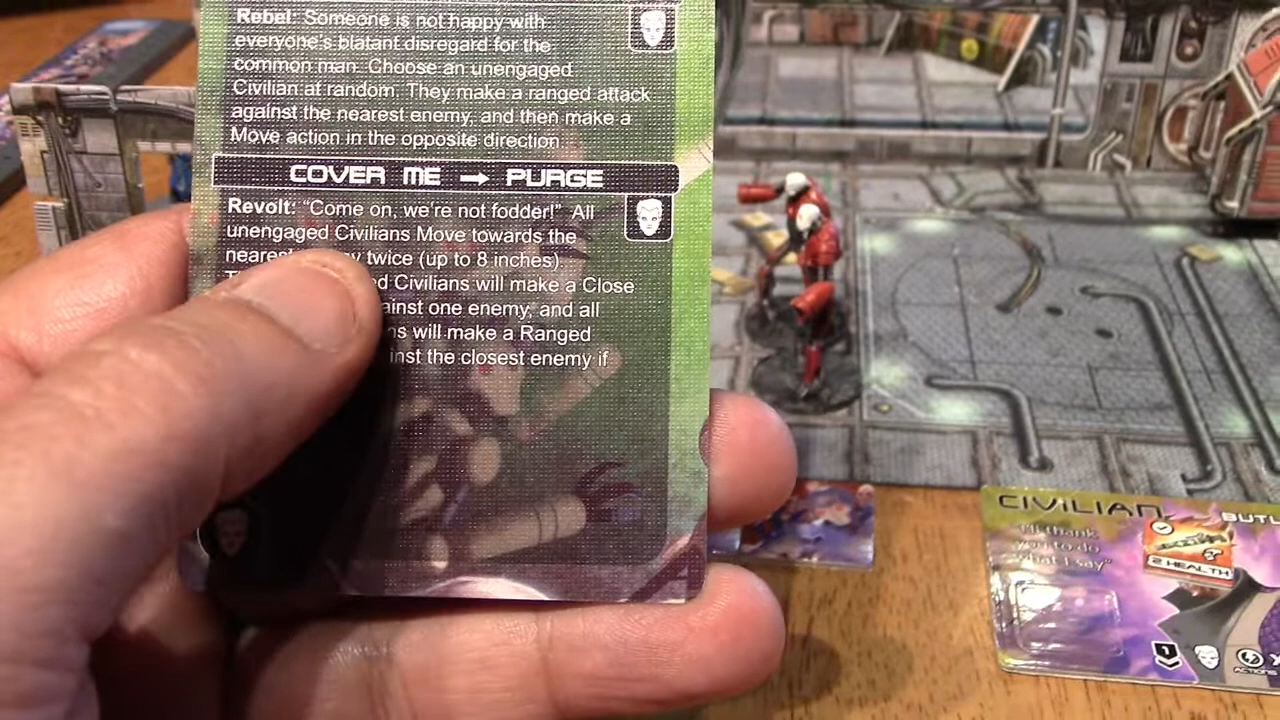 Rebel: Someone is not happy with
everyone's blatant disregard for the
common man. Choose an unengaged
Civilian at random. They make a ranged attack
against the nearest enemy, and then make a
Move action in the opposite direction.
COVER ME → PURGE
Revolt: "Come on, we're not fodder!" All
unengaged Civilians Move towards the
twice (up to 8 inches)
Civilians will make a Close
against one enemy, and all
will make a Ranged
the closest enemy if
CIVILIAN
"I'll thank
you to do
what I say"
2 HEALTH
1
ACTIONS